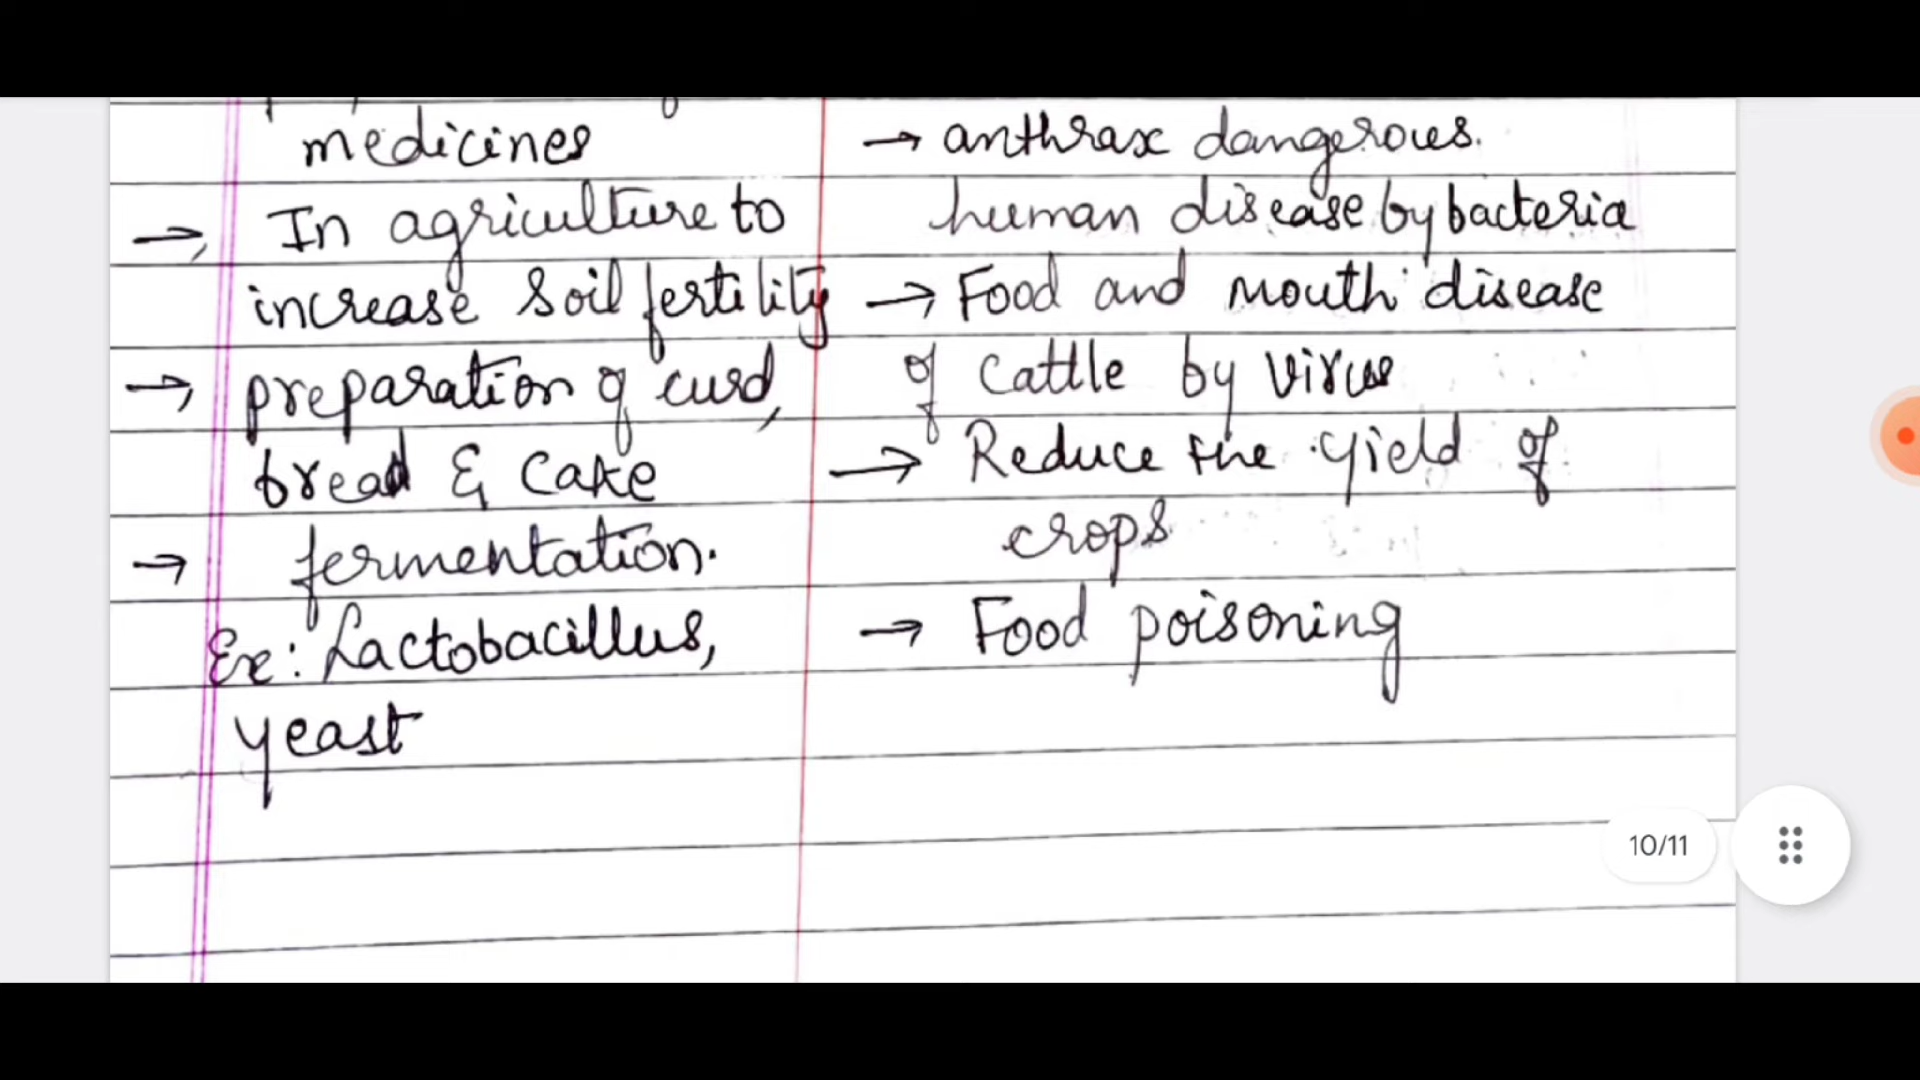 medicines
→ In agriculture to
increase soil fertility
→ preparation of curd,
bread & cake
→ fermentation.
Ex: Lactobacillus,
yeast
→ anthrax dangerous.
human disease by bacteria
→ Food and mouth disease
of cattle by virus
→ Reduce the yield of
crops
→ Food poisoning
10/11